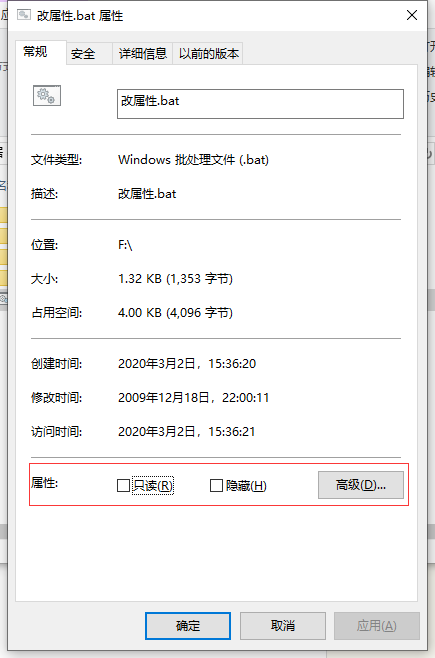 改属性.bat 属性
常规 安全 详细信息 以前的版本
改属性.bat
文件类型: Windows 批处理文件 (.bat)
描述: 改属性.bat
位置: F:\
大小: 1.32 KB (1,353 字节)
占用空间: 4.00 KB (4,096 字节)
创建时间: 2020年3月2日，15:36:20
修改时间: 2009年12月18日，22:00:11
访问时间: 2020年3月2日，15:36:21
属性: 只读(R) 隐藏(H) 高级(D)...
确定 取消 应用(A)